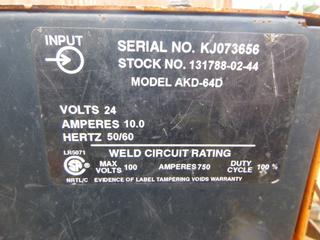 INPUT
SERIAL NO. KJ073656
STOCK NO. 131788-02-44
MODEL AKD-64D
VOLTS 24
AMPERES 10.0
HERTZ 50/60
LR5071
WELD CIRCUIT RATING
MAX VOLTS 100 AMPERES 750 DUTY CYCLE 100 %
NRTL/C EVIDENCE OF LABEL TAMPERING VOIDS WARRANTY